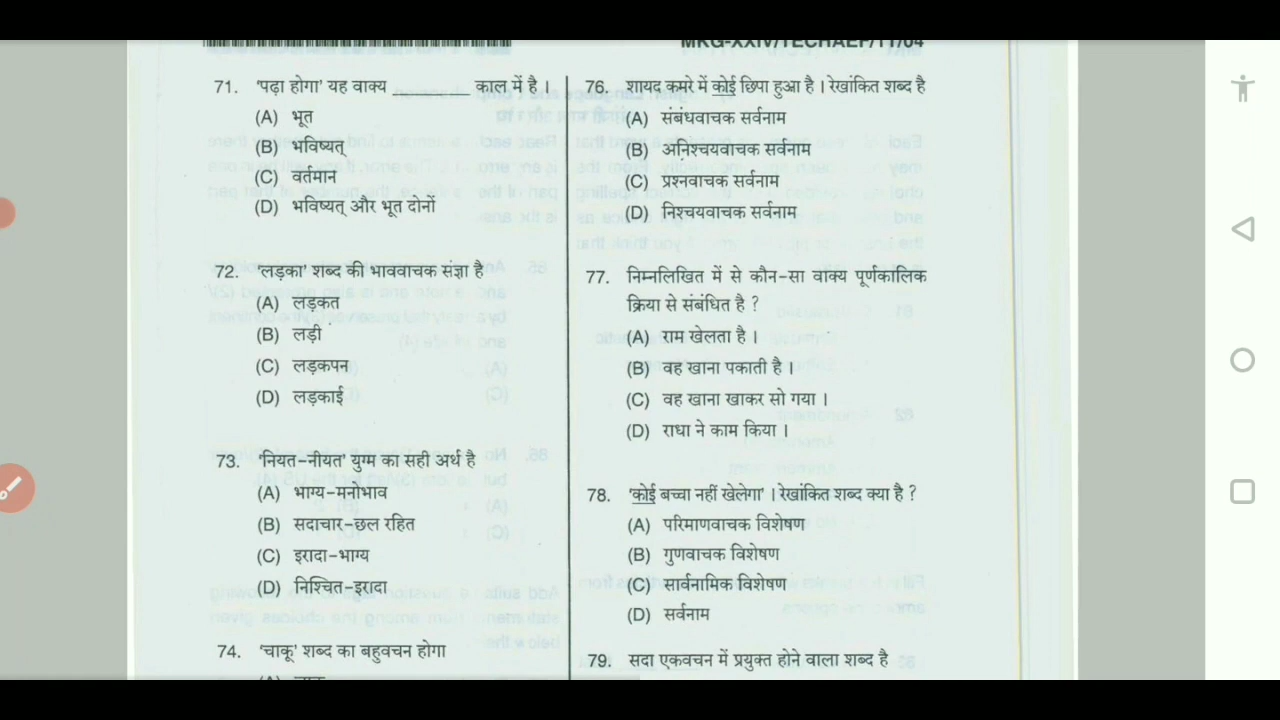 MKG-XXIV/TECHAEF/11/04
71. 'पढ़ा होगा' यह वाक्य ________ काल में है ।
(A) भूत
(B) भविष्यत्
(C) वर्तमान
(D) भविष्यत् और भूत दोनों
72. 'लड़का' शब्द की भाववाचक संज्ञा है
(A) लड़कत
(B) लड़ी
(C) लड़कपन
(D) लड़काई
73. 'नियत-नीयत' युग्म का सही अर्थ है
(A) भाग्य-मनोभाव
(B) सदाचार-छल रहित
(C) इरादा-भाग्य
(D) निश्चित-इरादा
74. 'चाकू' शब्द का बहुवचन होगा
76. शायद कमरे में कोई छिपा हुआ है । रेखांकित शब्द है
(A) संबंधवाचक सर्वनाम
(B) अनिश्चयवाचक सर्वनाम
(C) प्रश्नवाचक सर्वनाम
(D) निश्चयवाचक सर्वनाम
77. निम्नलिखित में से कौन-सा वाक्य पूर्णकालिक
क्रिया से संबंधित है ?
(A) राम खेलता है ।
(B) वह खाना पकाती है ।
(C) वह खाना खाकर सो गया ।
(D) राधा ने काम किया ।
78. 'कोई बच्चा नहीं खेलेगा' । रेखांकित शब्द क्या है ?
(A) परिमाणवाचक विशेषण
(B) गुणवाचक विशेषण
(C) सार्वनामिक विशेषण
(D) सर्वनाम
79. सदा एकवचन में प्रयुक्त होने वाला शब्द है